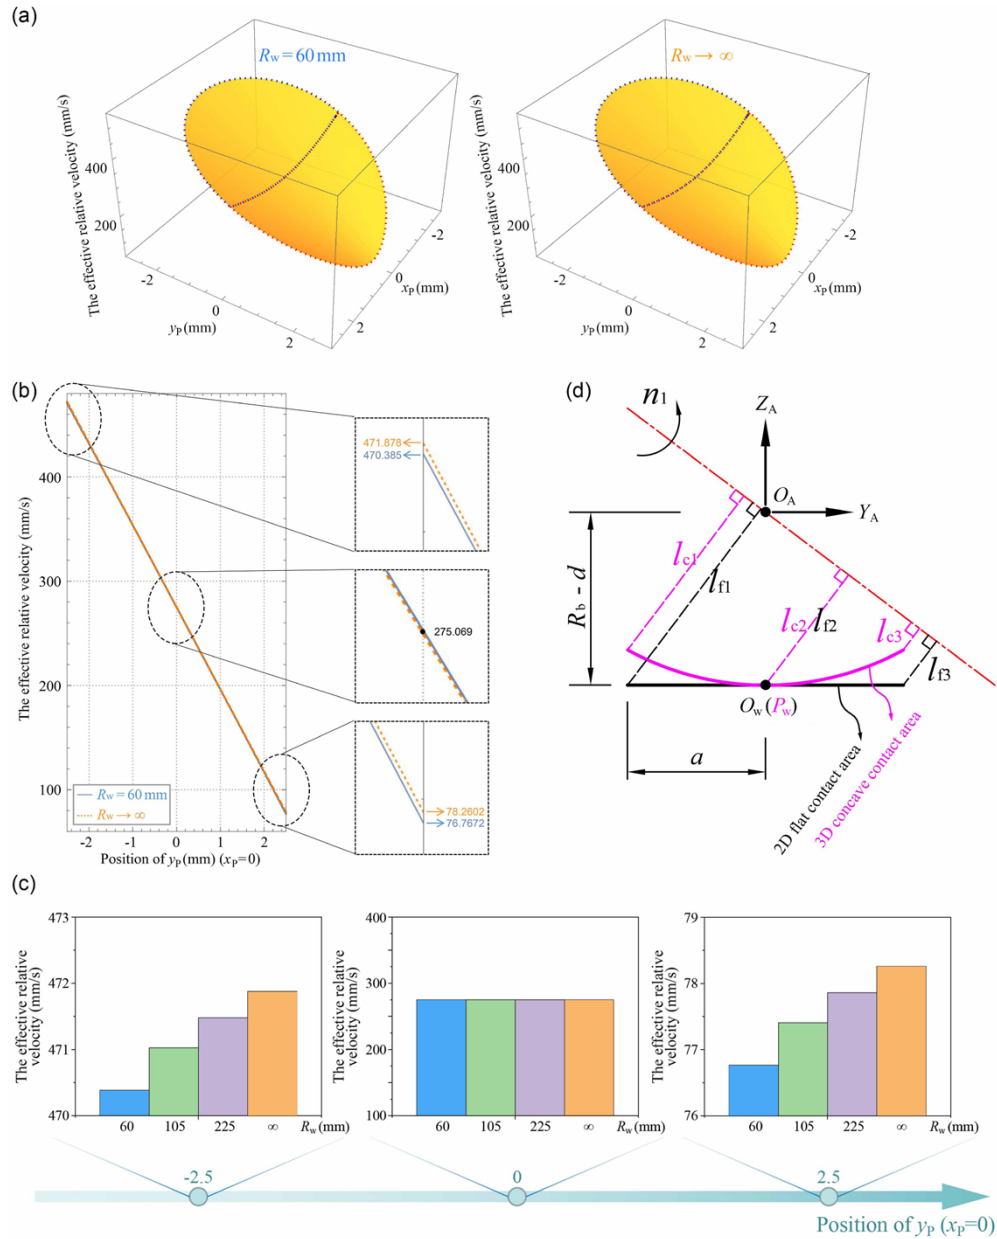 (a)
Rw = 60 mm
The effective relative velocity (mm/s)
400
200
-2
0
2
yP (mm)
-2
0
2
xP (mm)
Rw → ∞
The effective relative velocity (mm/s)
400
200
-2
0
2
yP (mm)
-2
0
2
xP (mm)
(b)
The effective relative velocity (mm/s)
400
300
200
100
-2 -1 0 1 2
Position of yP (mm) (xP=0)
Rw = 60 mm
Rw → ∞
471.878
470.385
275.069
78.2602
76.7672
(d)
n1
ZA
OA
YA
Rb - d
lc1
lf1
lc2
lf2
lc3
lf3
Ow (Pw)
a
2D flat contact area
3D concave contact area
(c)
The effective relative
velocity (mm/s)
473
472
471
470
60 105 225 ∞ Rw (mm)
The effective relative
velocity (mm/s)
400
300
250
200
100
60 105 225 ∞ Rw (mm)
The effective relative
velocity (mm/s)
79
78
77
76
60 105 225 ∞ Rw (mm)
-2.5
0
2.5
Position of yP (xP=0)